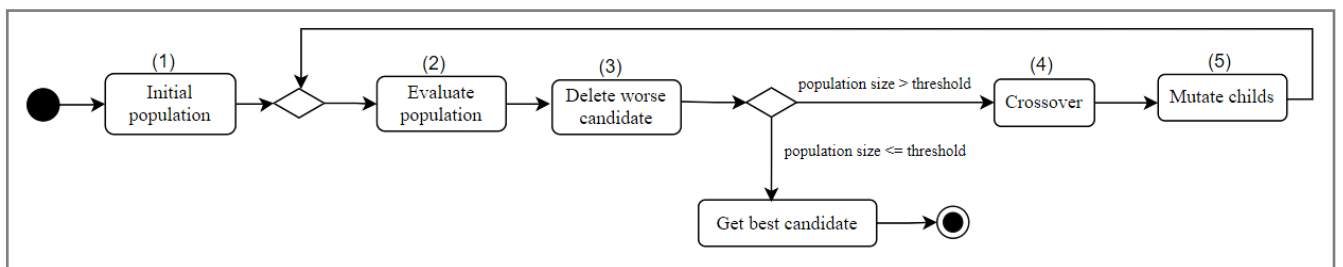 (1)
Initial
population
(2)
Evaluate
population
(3)
Delete worse
candidate
population size > threshold
(4)
Crossover
(5)
Mutate childs
population size <= threshold
Get best candidate